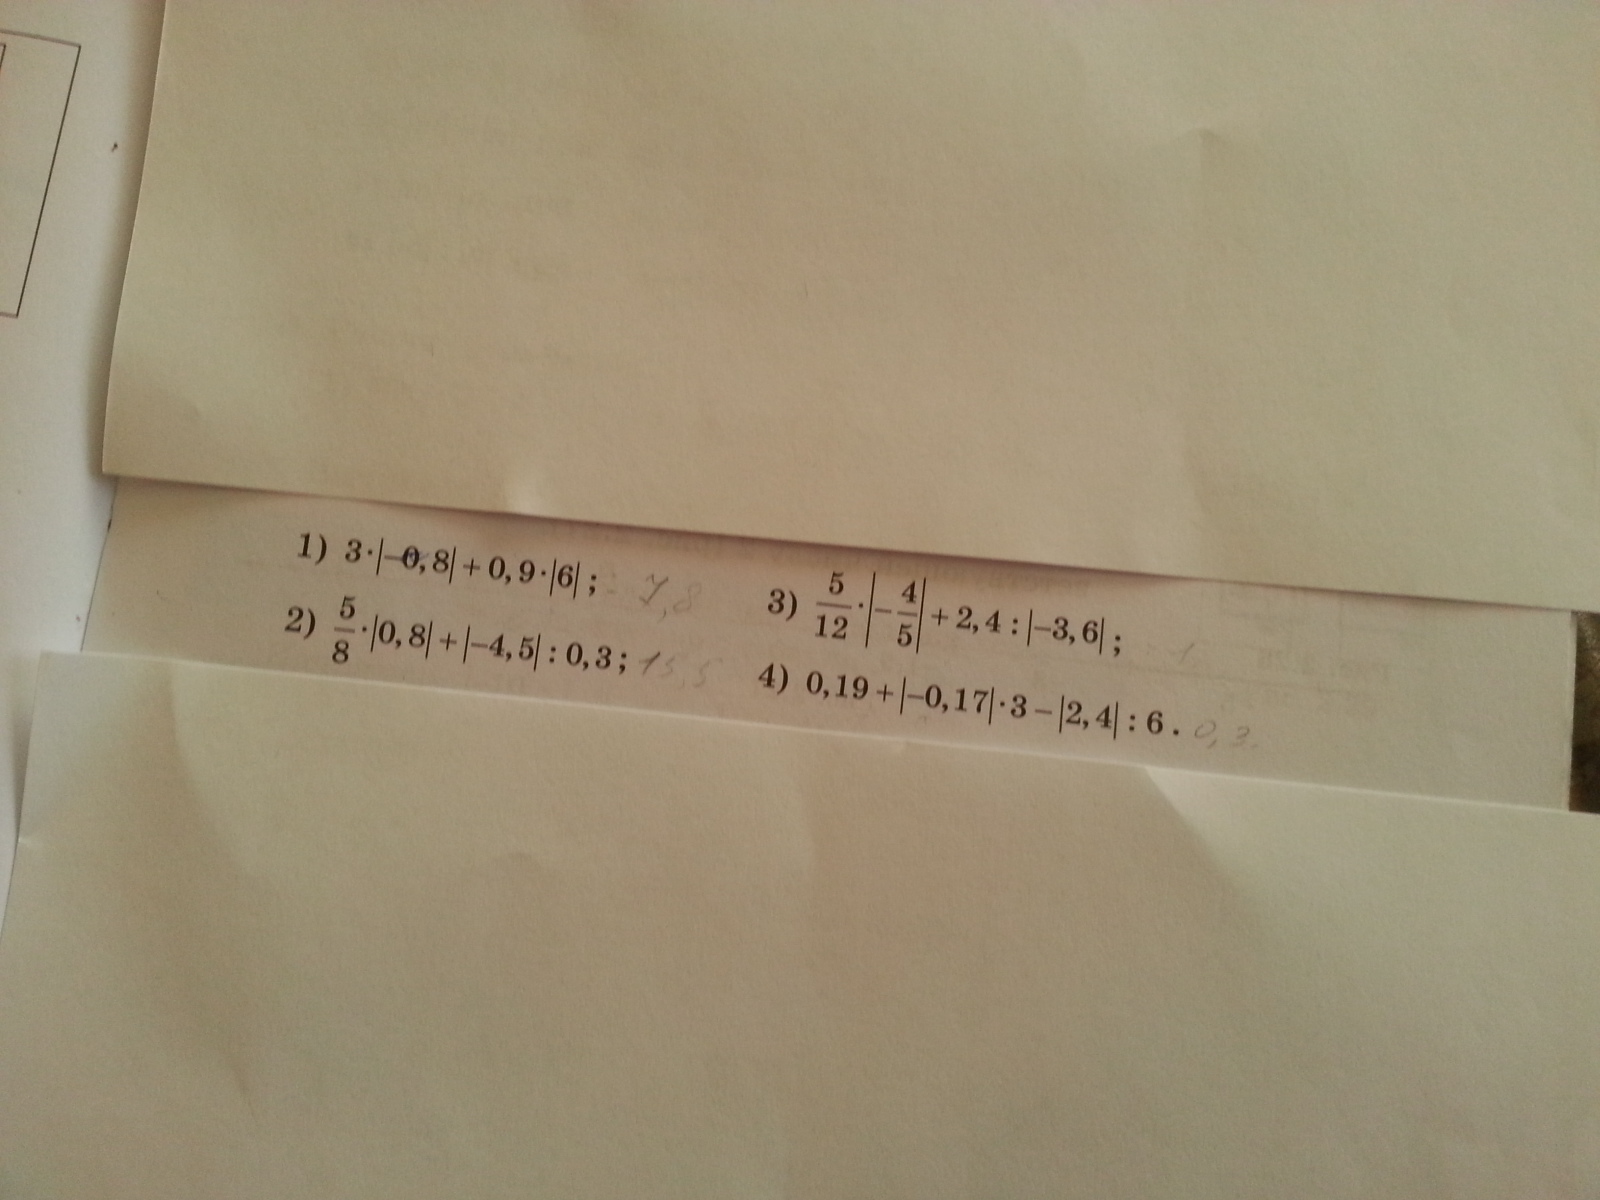 1) 3·|–0,8| + 0,9·|6|; = 7,8
2) 5/8·|0,8| + |–4,5| : 0,3; 15,5
3) 5/12·|–4/5| + 2,4 : |–3,6|; 1
4) 0,19 + |–0,17|·3 – |2,4| : 6. 0,3.